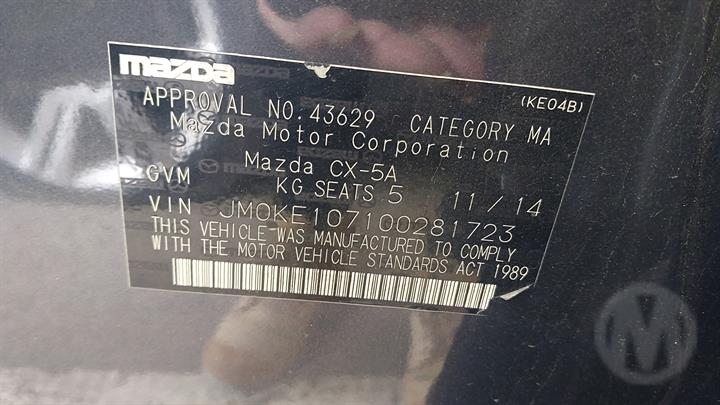 mazda
(KE04B)
APPROVAL NO. 43629 CATEGORY MA
Mazda Motor Corporation
Mazda CX-5A
GVM KG SEATS 5 11/14
VIN JM0KE107100281723
THIS VEHICLE WAS MANUFACTURED TO COMPLY
WITH THE MOTOR VEHICLE STANDARDS ACT 1989
M